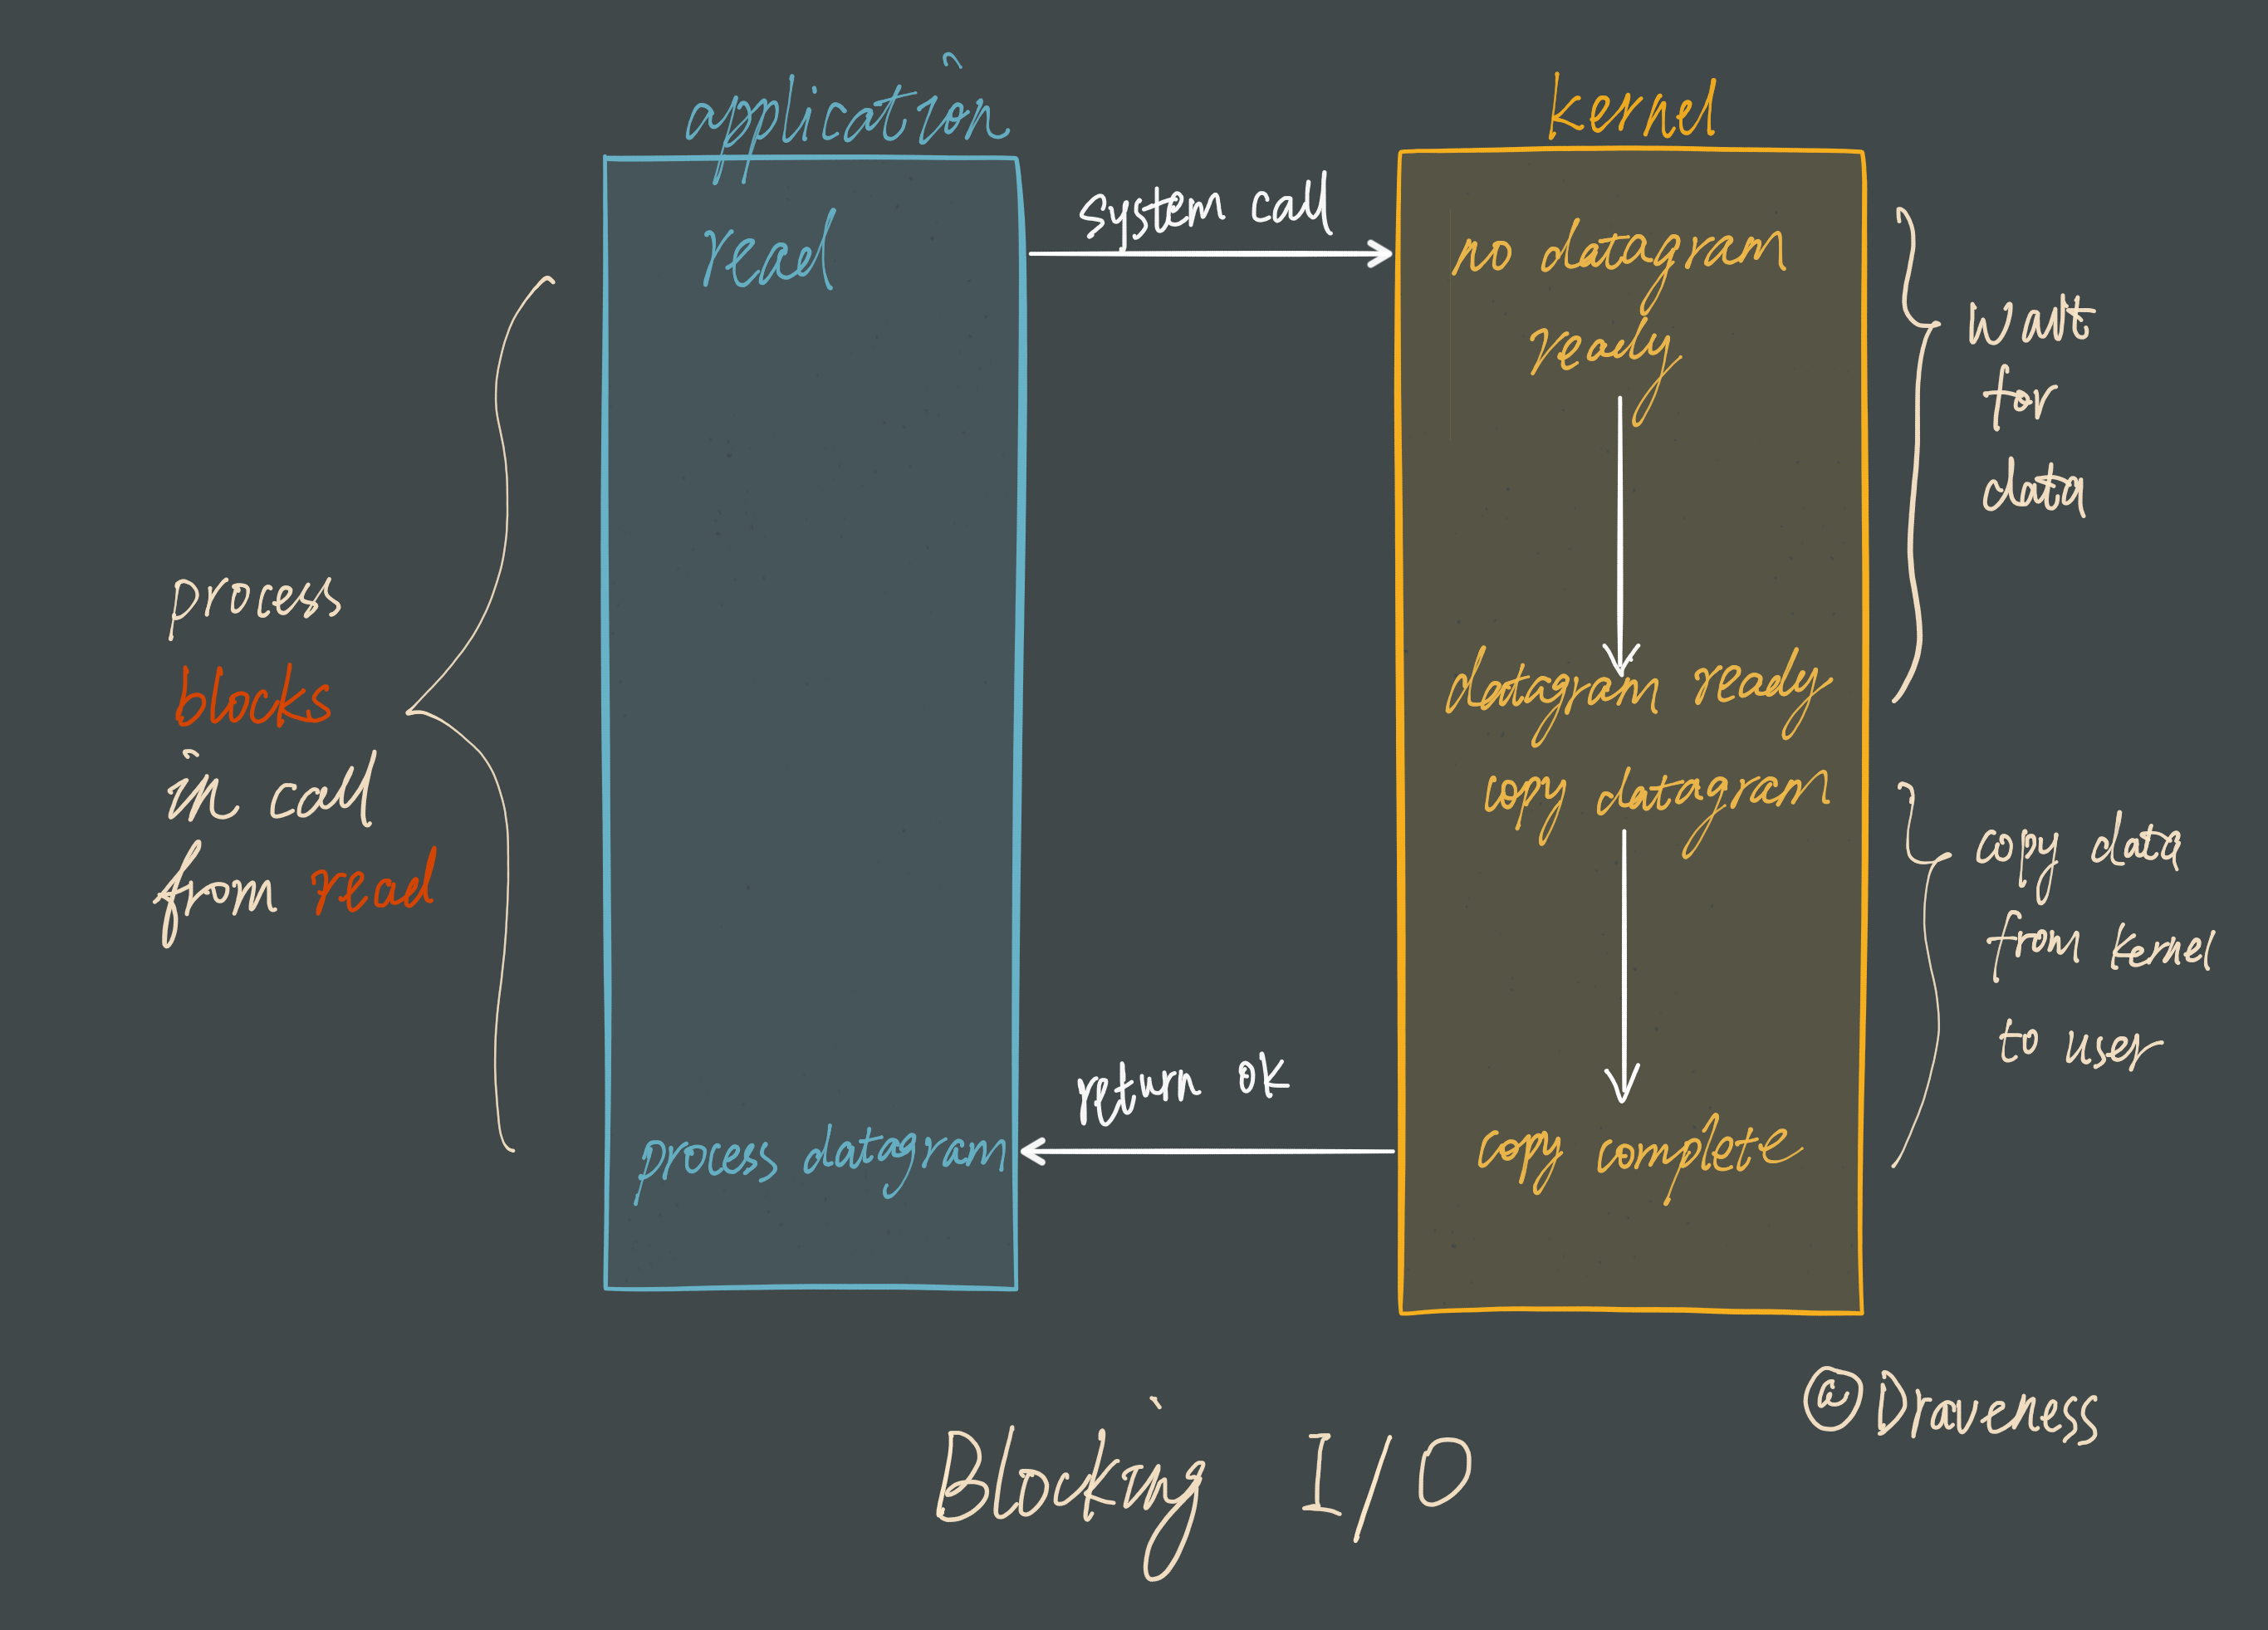 application
kernel
read
system call
no datagram
ready
wait
for
data
process
blocks
in call
from read
datagram ready
copy datagram
copy data
from kernel
to user
return ok
process datagram
copy complete
©Draveness
Blocking I/O